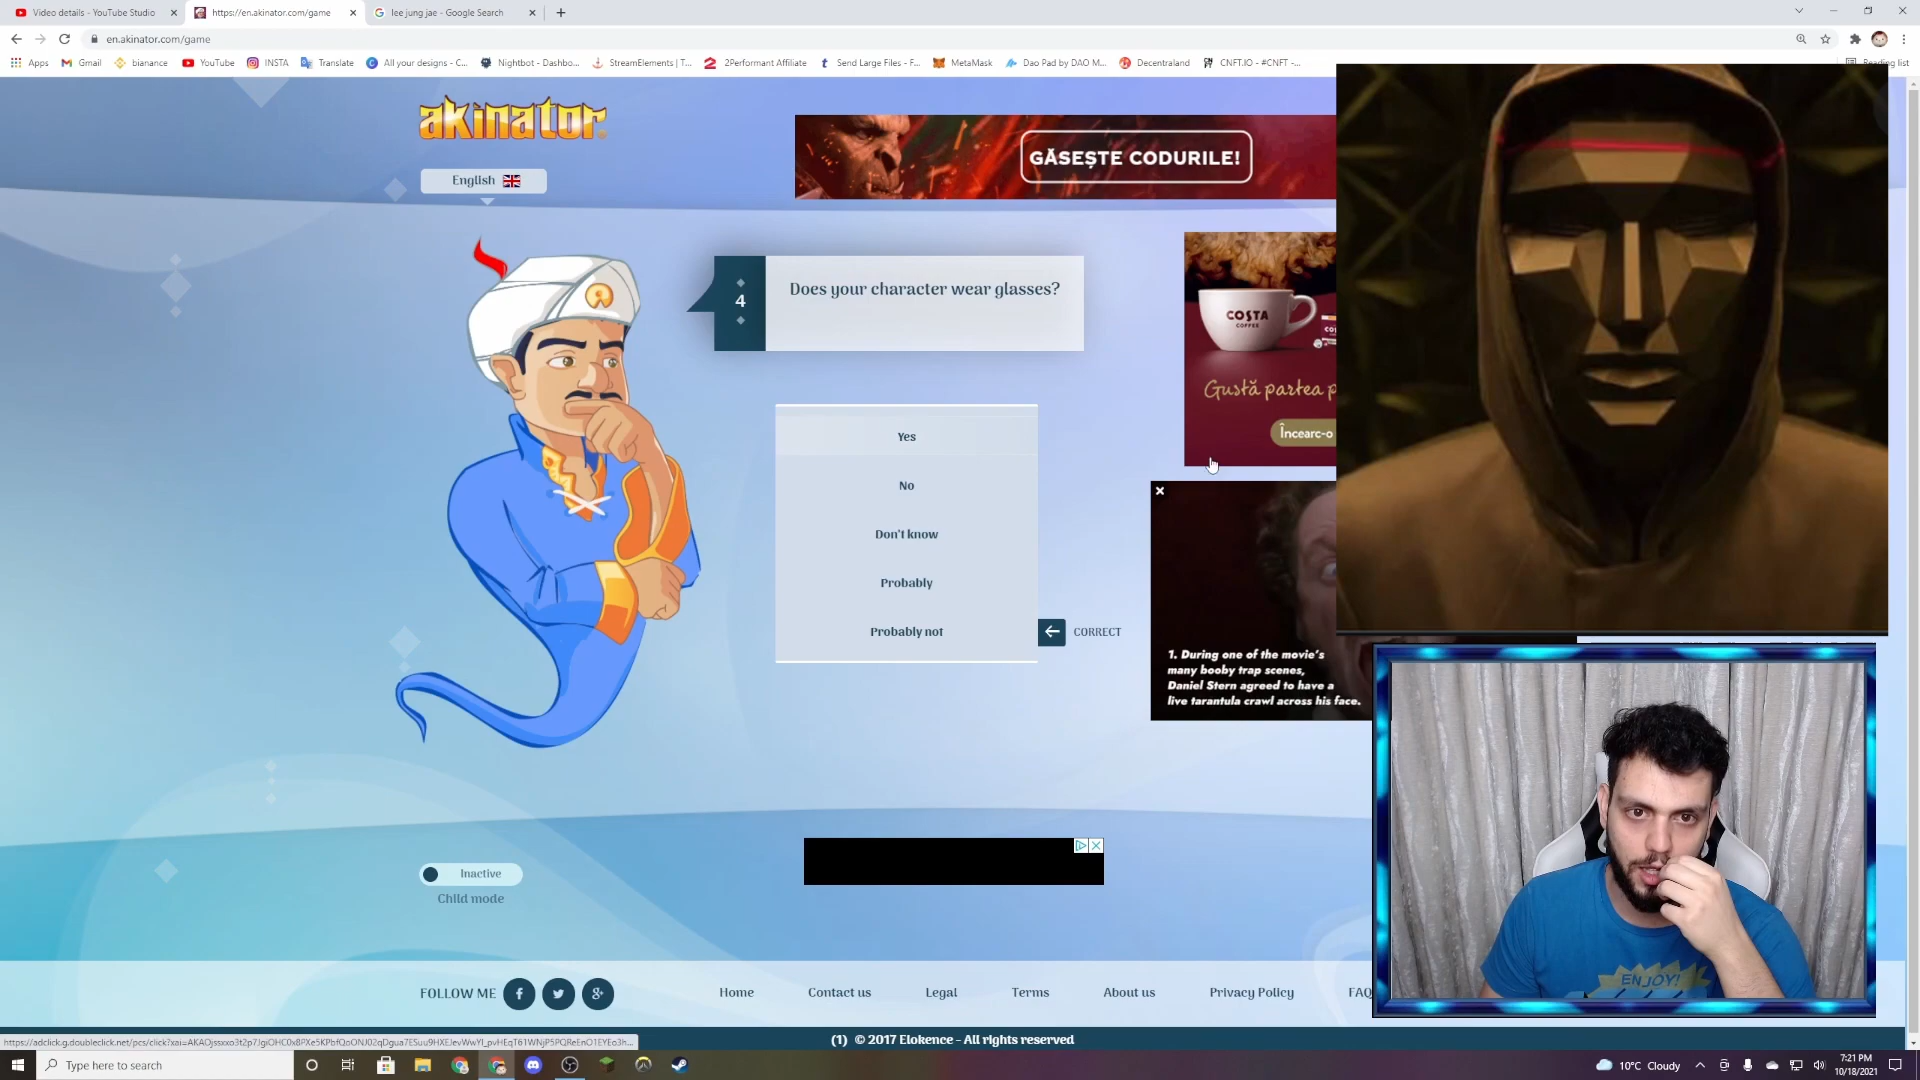 Video details - YouTube Studio
https://en.akinator.com/game
lee jung jae - Google Search
en.akinator.com/game
Apps
Gmail
bianance
YouTube
INSTA
Translate
All your designs - C...
Nightbot - Dashbo...
StreamElements | T...
2Performant Affiliate
Send Large Files - F...
MetaMask
Dao Pad by DAO M...
Decentraland
CNFT.IO - #CNFT -...
Reading list
akinator
GĂSEȘTE CODURILE!
English
4
Does your character wear glasses?
COSTA
COFFEE
Gustă partea p
Încearc-o
Yes
No
Don't know
Probably
Probably not
CORRECT
1. During one of the movie's
many booby trap scenes,
Daniel Stern agreed to have a
live tarantula crawl across his face.
Inactive
Child mode
ENJOY!
FOLLOW ME
Home
Contact us
Legal
Terms
About us
Privacy Policy
FAQ
(1) © 2017 Elokence - All rights reserved
Type here to search
10°C Cloudy
7:21 PM
10/18/2021